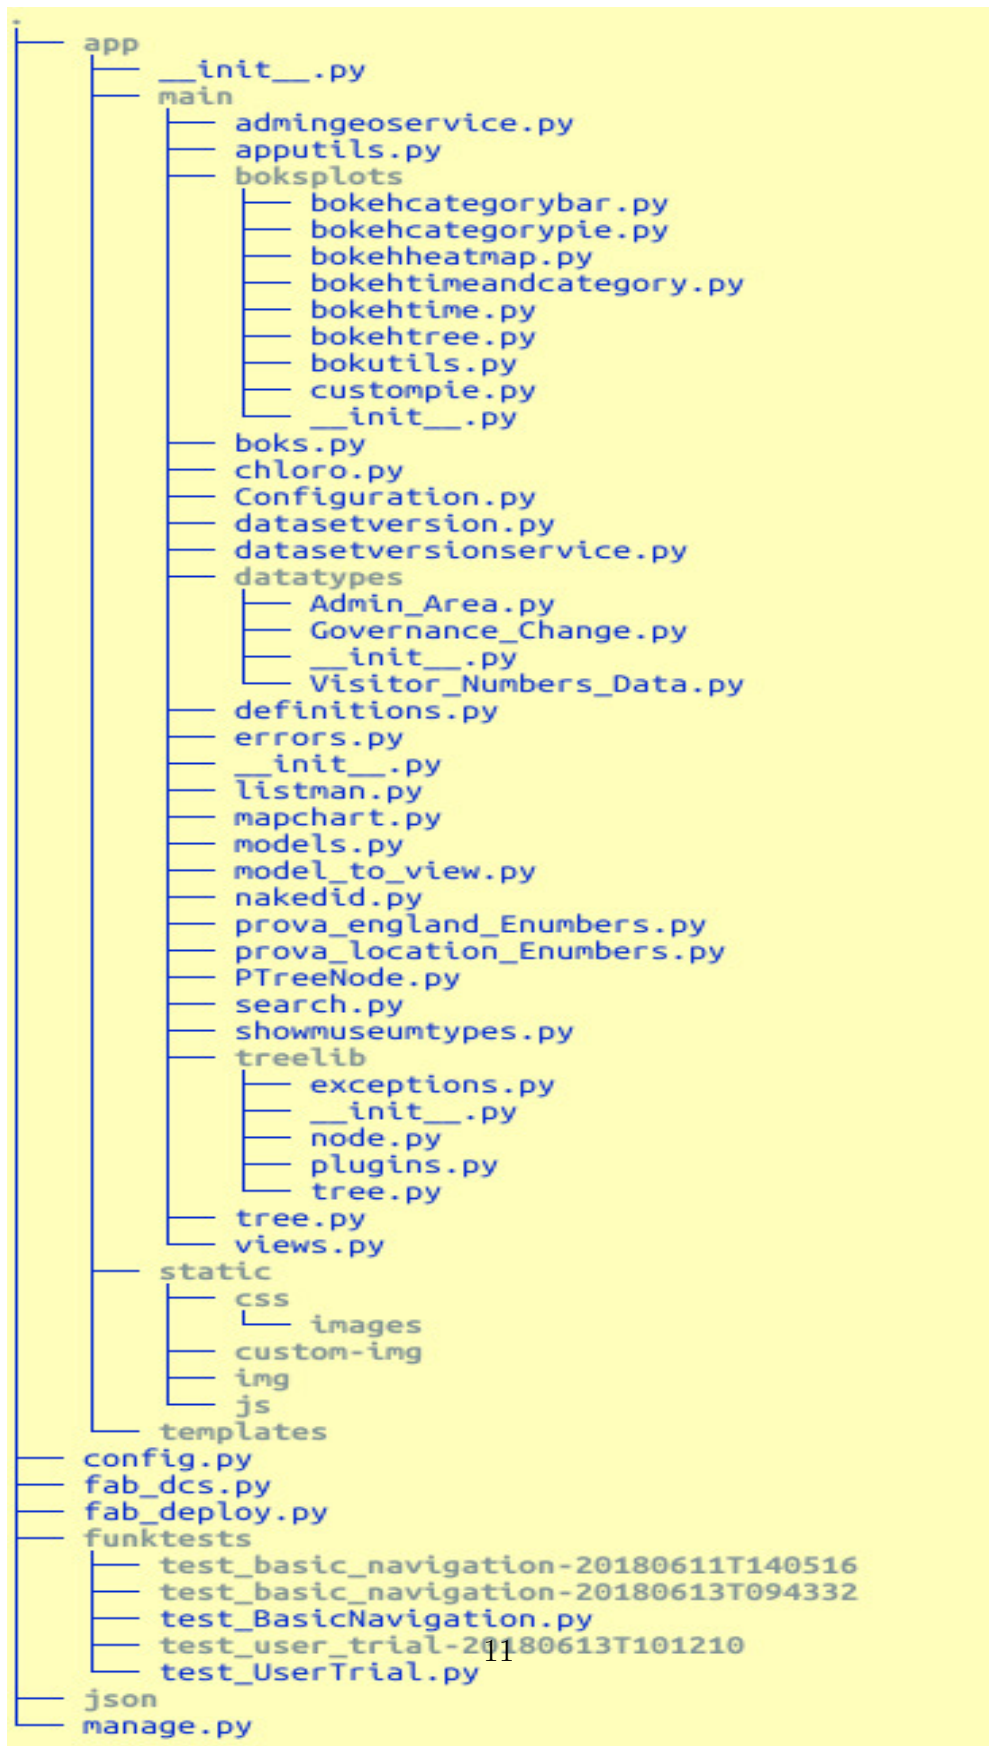 .
app
__init__.py
main
admingeoservice.py
apputils.py
boksplots
bokehcategorybar.py
bokehcategorypie.py
bokehheatmap.py
bokehtimeandcategory.py
bokehtime.py
bokehtree.py
bokutils.py
custompie.py
__init__.py
boks.py
chloro.py
Configuration.py
datasetversion.py
datasetversionservice.py
datatypes
Admin_Area.py
Governance_Change.py
__init__.py
Visitor_Numbers_Data.py
definitions.py
errors.py
__init__.py
listman.py
mapchart.py
models.py
model_to_view.py
nakedid.py
prova_england_Enumbers.py
prova_location_Enumbers.py
PTreeNode.py
search.py
showmuseumtypes.py
treelib
exceptions.py
__init__.py
node.py
plugins.py
tree.py
tree.py
views.py
static
css
images
custom-img
img
js
templates
config.py
fab_dcs.py
fab_deploy.py
funktests
test_basic_navigation-20180611T140516
test_basic_navigation-20180613T094332
test_BasicNavigation.py
test_user_trial-20180613T101210
11
test_UserTrial.py
json
manage.py